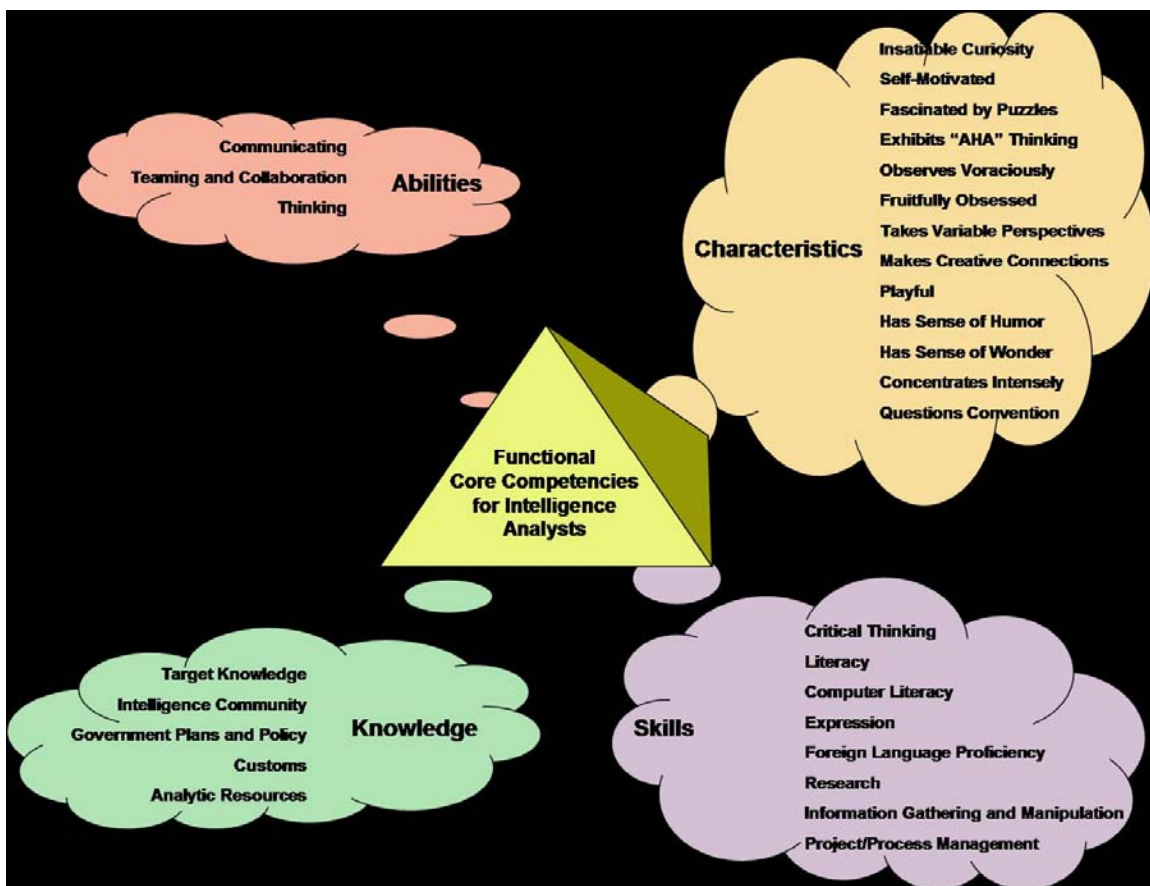 Communicating
Teaming and Collaboration
Thinking
Abilities
Characteristics
Insatiable Curiosity
Self-Motivated
Fascinated by Puzzles
Exhibits “AHA” Thinking
Observes Voraciously
Fruitfully Obsessed
Takes Variable Perspectives
Makes Creative Connections
Playful
Has Sense of Humor
Has Sense of Wonder
Concentrates Intensely
Questions Convention
Functional
Core Competencies
for Intelligence
Analysts
Target Knowledge
Intelligence Community
Government Plans and Policy
Customs
Analytic Resources
Knowledge
Skills
Critical Thinking
Literacy
Computer Literacy
Expression
Foreign Language Proficiency
Research
Information Gathering and Manipulation
Project/Process Management